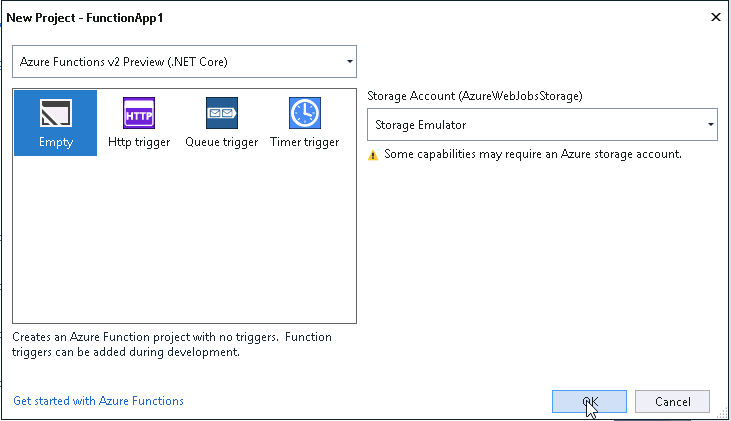 New Project - FunctionApp1
Azure Functions v2 Preview (.NET Core)
Empty
HTTP
Http trigger
Queue trigger
Timer trigger
Storage Account (AzureWebJobsStorage)
Storage Emulator
Some capabilities may require an Azure storage account.
Creates an Azure Function project with no triggers. Function
triggers can be added during development.
Get started with Azure Functions
OK
Cancel